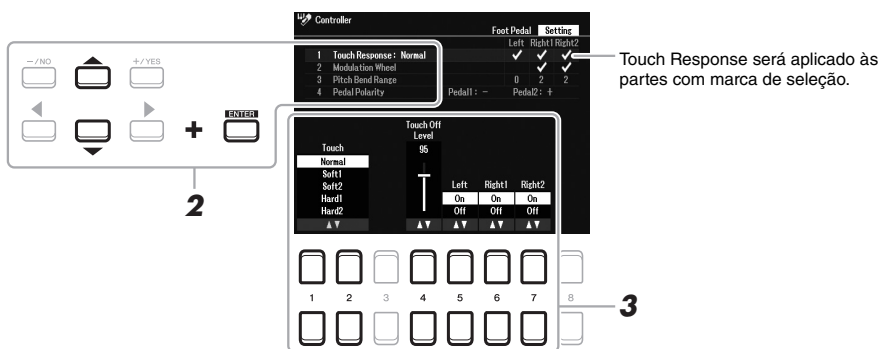 Controller
Foot Pedal Setting
Left Right1 Right2
1 Touch Response: Normal
2 Modulation Wheel
3 Pitch Bend Range 0 2 2
4 Pedal Polarity Pedal1: − Pedal2: +
Touch Response será aplicado às
partes com marca de seleção.
−/NO +/YES
ENTER
+
2
Touch Off
Level
Touch 95
Normal
Soft1
Soft2 Left Right1 Right2
Hard1 On On On
Hard2 Off Off Off
1 2 3 4 5 6 7 8
3